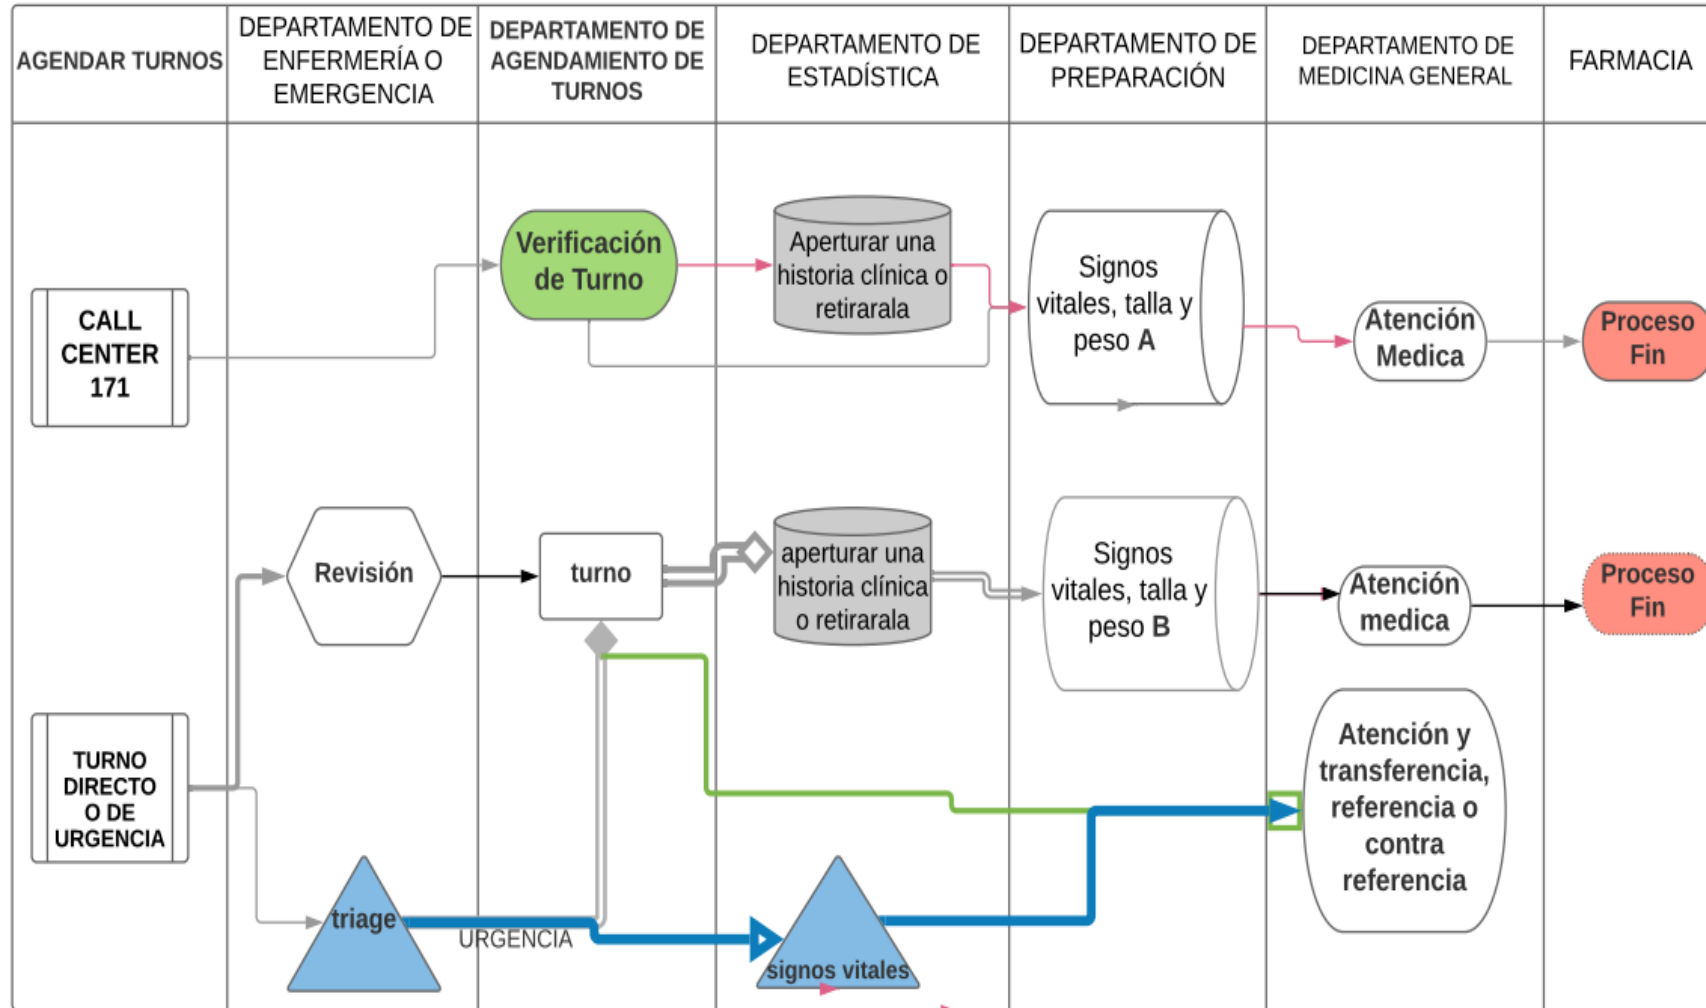 AGENDAR TURNOS
DEPARTAMENTO DE
ENFERMERÍA O
EMERGENCIA
DEPARTAMENTO DE
AGENDAMIENTO DE
TURNOS
DEPARTAMENTO DE
ESTADÍSTICA
DEPARTAMENTO DE
PREPARACIÓN
DEPARTAMENTO DE
MEDICINA GENERAL
FARMACIA
CALL
CENTER
171
Verificación
de Turno
Aperturar una
historia clínica o
retirarala
Signos
vitales, talla y
peso A
Atención
Medica
Proceso
Fin
Revisión
turno
aperturar una
historia clínica
o retirarala
Signos
vitales, talla y
peso B
Atención
medica
Proceso
Fin
TURNO
DIRECTO
O DE
URGENCIA
triage
URGENCIA
signos vitales
Atención y
transferencia,
referencia o
contra
referencia